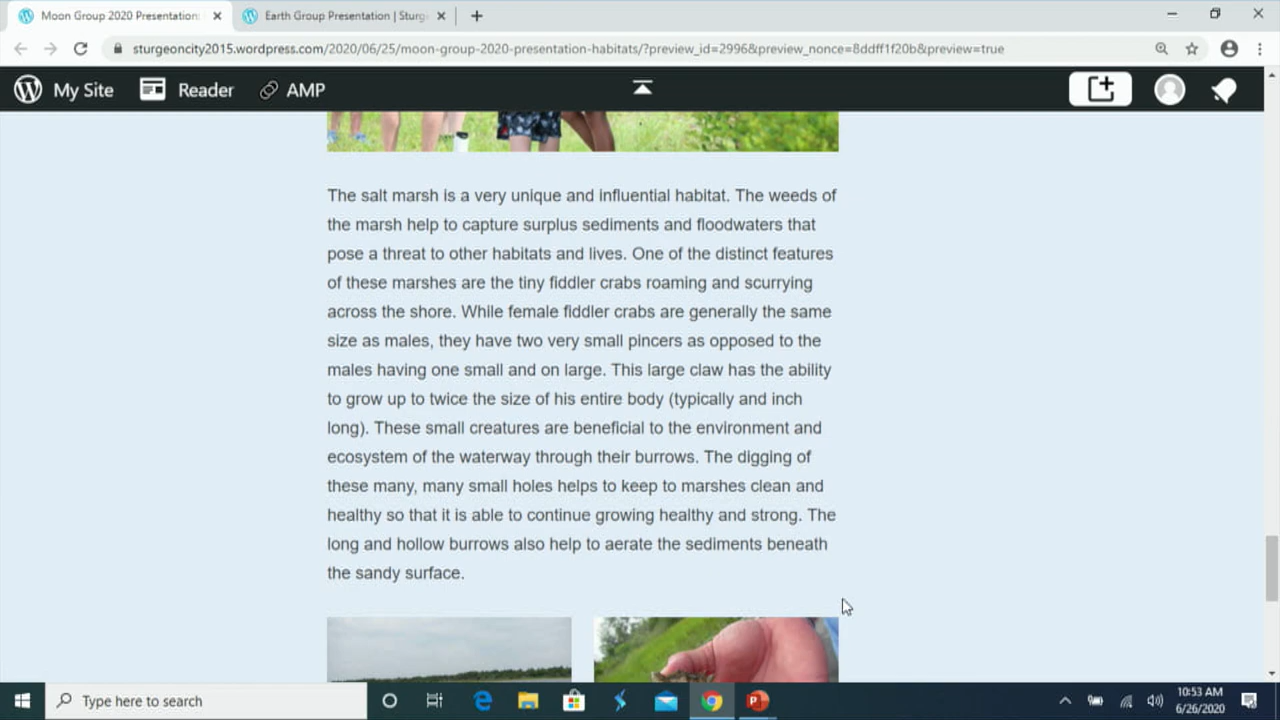 Moon Group 2020 Presentation:
Earth Group Presentation | Sturg
sturgeoncity2015.wordpress.com/2020/06/25/moon-group-2020-presentation-habitats/?preview_id=2996&preview_nonce=8ddff1f20b&preview=true
My Site Reader AMP
The salt marsh is a very unique and influential habitat. The weeds of
the marsh help to capture surplus sediments and floodwaters that
pose a threat to other habitats and lives. One of the distinct features
of these marshes are the tiny fiddler crabs roaming and scurrying
across the shore. While female fiddler crabs are generally the same
size as males, they have two very small pincers as opposed to the
males having one small and on large. This large claw has the ability
to grow up to twice the size of his entire body (typically and inch
long). These small creatures are beneficial to the environment and
ecosystem of the waterway through their burrows. The digging of
these many, many small holes helps to keep to marshes clean and
healthy so that it is able to continue growing healthy and strong. The
long and hollow burrows also help to aerate the sediments beneath
the sandy surface.
Type here to search
10:53 AM
6/26/2020